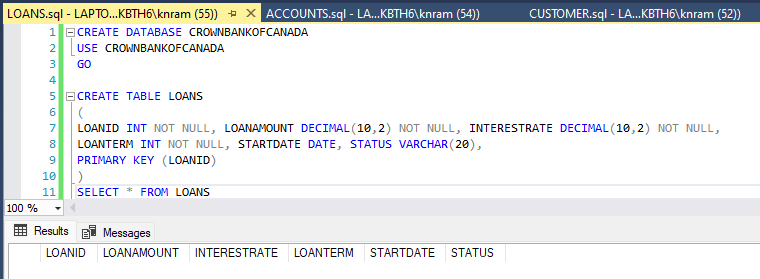 LOANS.sql - LAPTO...KBTH6\knram (55)) ACCOUNTS.sql - LA...KBTH6\knram (54)) CUSTOMER.sql - LA...KBTH6\knram (52))
1 CREATE DATABASE CROWNBANKOFCANADA
2 USE CROWNBANKOFCANADA
3 GO
4
5 CREATE TABLE LOANS
6 (
7 LOANID INT NOT NULL, LOANAMOUNT DECIMAL(10,2) NOT NULL, INTERESTRATE DECIMAL(10,2) NOT NULL,
8 LOANTERM INT NOT NULL, STARTDATE DATE, STATUS VARCHAR(20),
9 PRIMARY KEY (LOANID)
10 )
11 SELECT * FROM LOANS
100 %
Results Messages
LOANID LOANAMOUNT INTERESTRATE LOANTERM STARTDATE STATUS